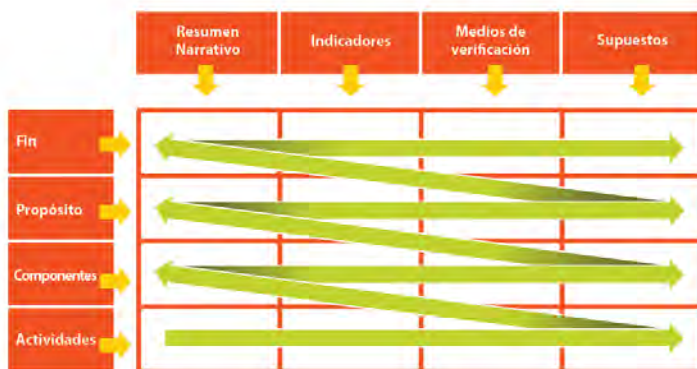 Resumen
Narrativo
Indicadores
Medios de
verificación
Supuestos
Fin
Propósito
Componentes
Actividades